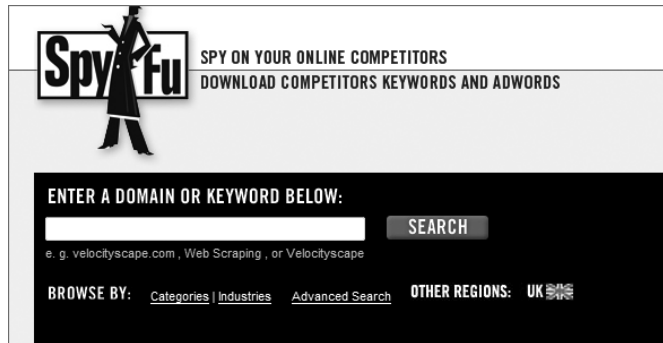 Spy Fu
SPY ON YOUR ONLINE COMPETITORS
DOWNLOAD COMPETITORS KEYWORDS AND ADWORDS
ENTER A DOMAIN OR KEYWORD BELOW:
SEARCH
e. g. velocityscape.com , Web Scraping , or Velocityscape
BROWSE BY: Categories | Industries Advanced Search OTHER REGIONS: UK